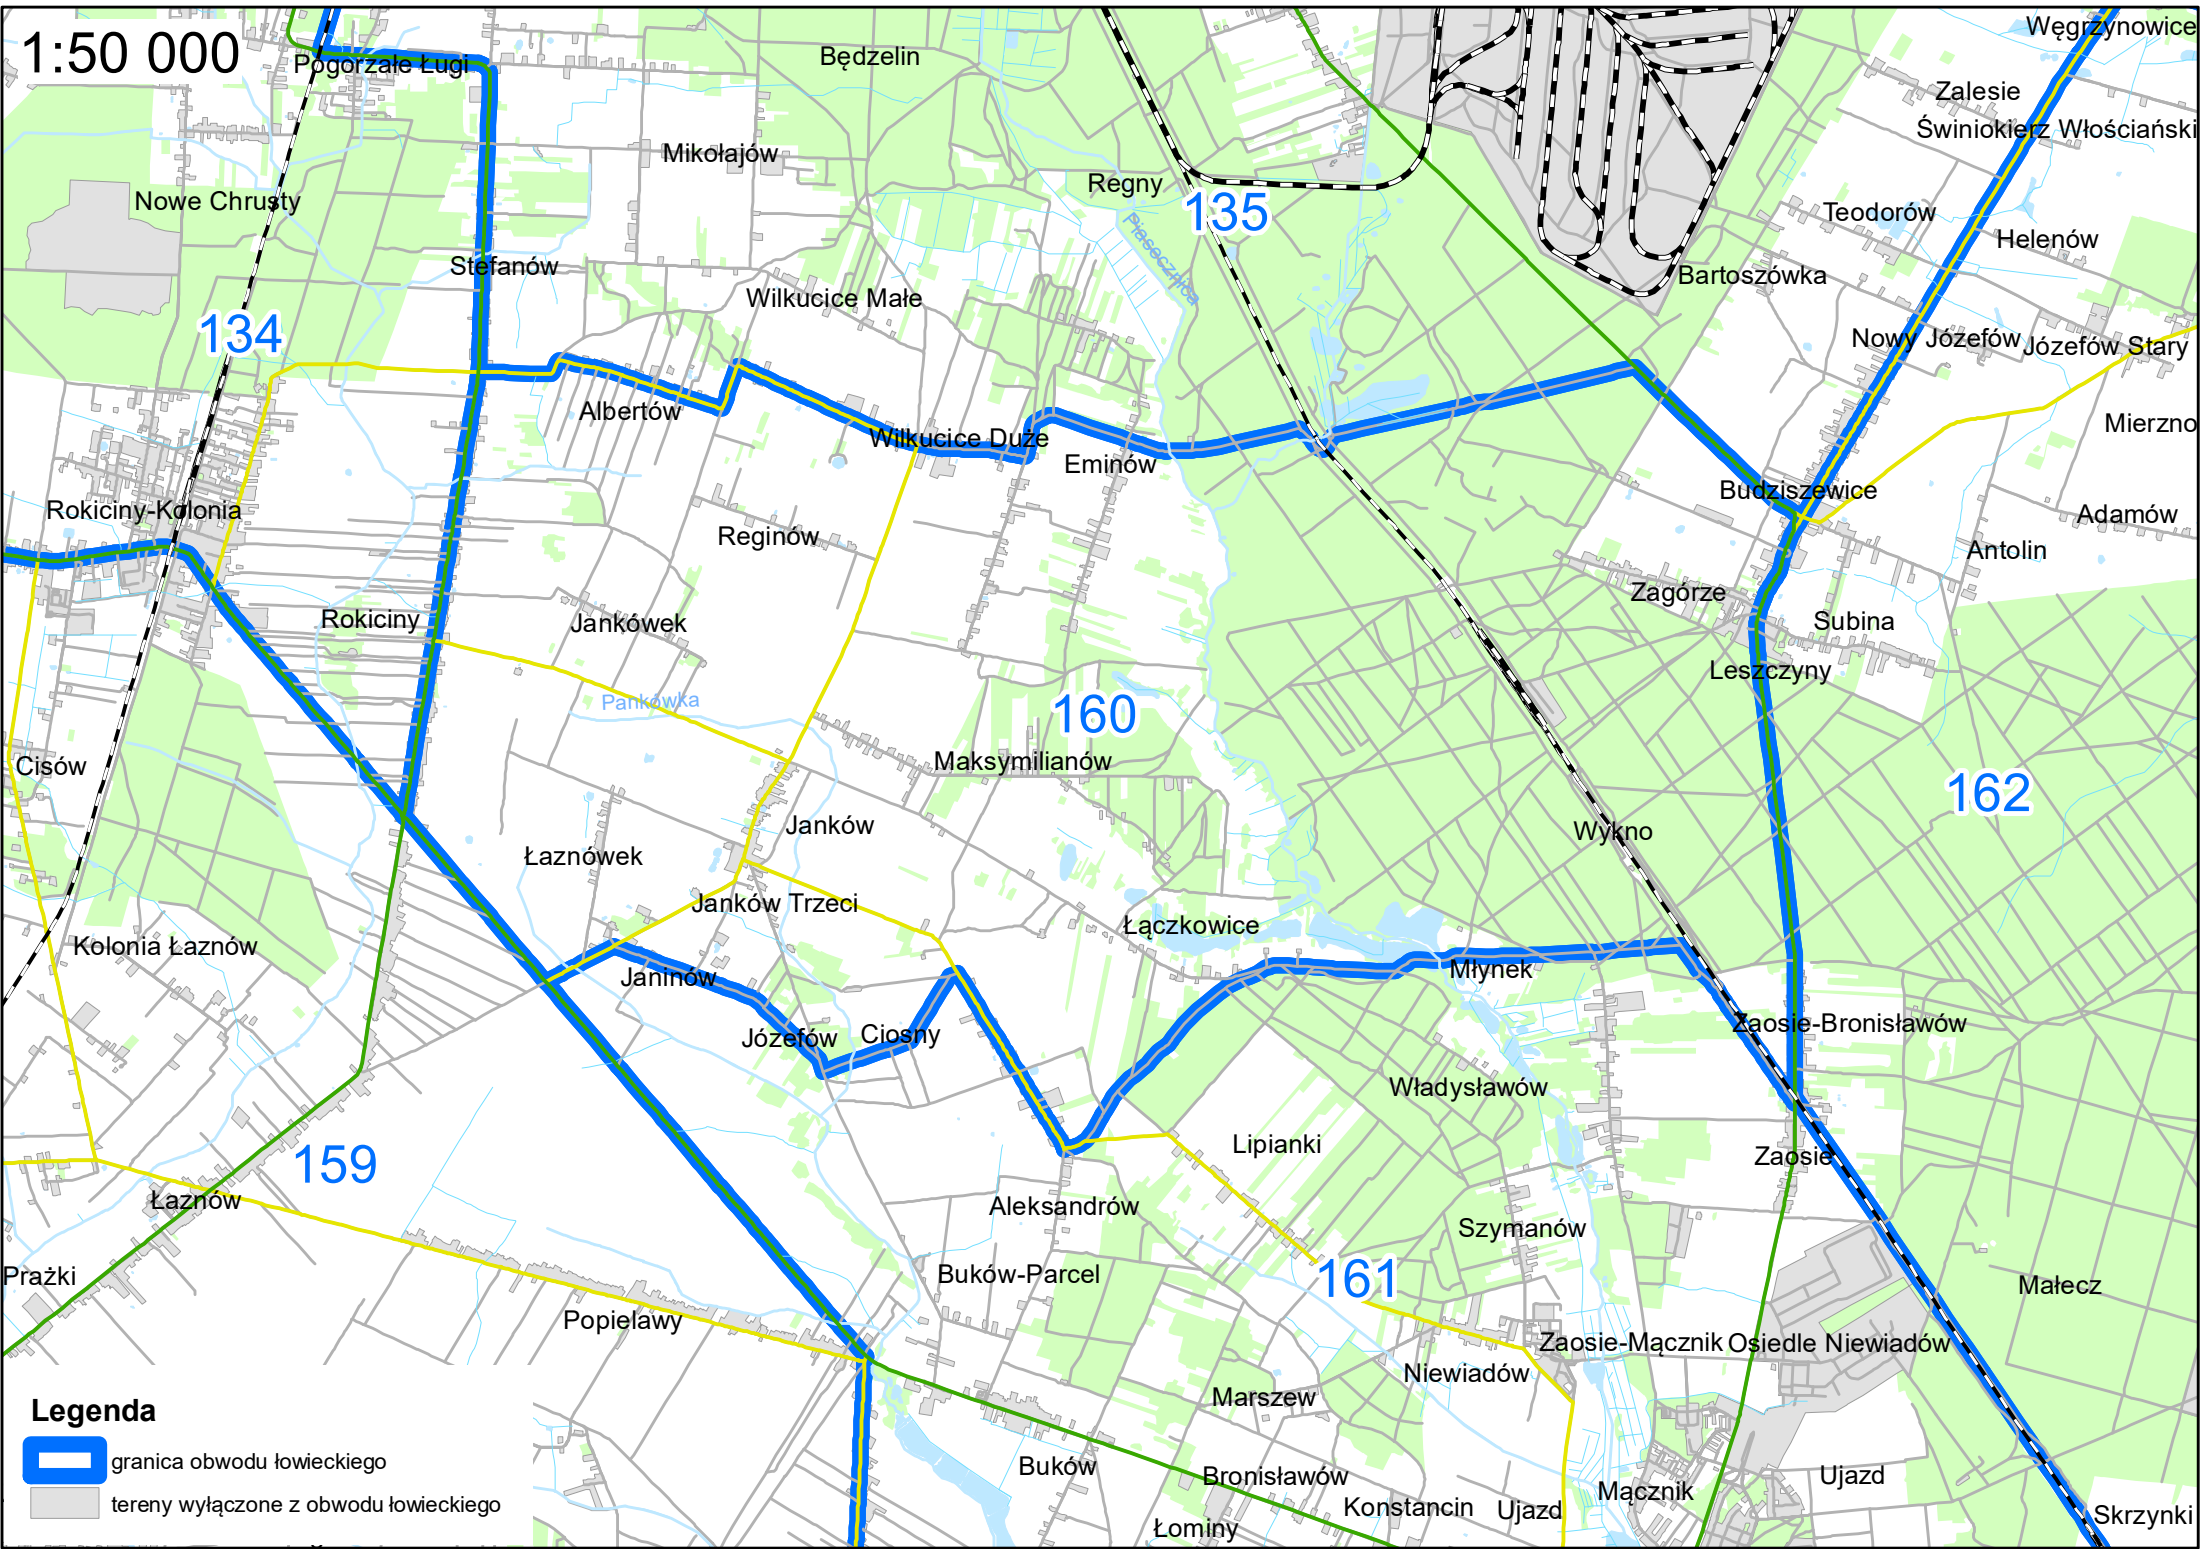 1:50 000
Węgrzynowice
Pogorzałe Ługi
Będzelin
Zalesie
Świniokierz Włościański
Mikołajów
Regny
Nowe Chrusty
135
Piasecznica
Teodorów
Helenów
Stefanów
Bartoszówka
Wilkucice Małe
134
Nowy Józefów
Józefów Stary
Albertów
Mierzno
Wilkucice Duże
Eminów
Budziszewice
Rokiciny-Kolonia
Adamów
Reginów
Antolin
Zagórze
Rokiciny
Jankówek
Subina
Leszczyny
Pankówka
160
Cisów
Maksymilianów
162
Janków
Wykno
Łaznówek
Janków Trzeci
Łączkowice
Kolonia Łaznów
Janinów
Młynek
Józefów
Ciosny
Zaosie-Bronisławów
Władysławów
Lipianki
Zaosie
159
Łaznów
Aleksandrów
Szymanów
Prażki
Buków-Parcel
161
Małecz
Popielawy
Zaosie-Mącznik
Osiedle Niewiadów
Niewiadów
Marszew
Legenda
granica obwodu łowieckiego
Buków
Bronisławów
Ujazd
Mącznik
tereny wyłączone z obwodu łowieckiego
Konstancin
Ujazd
Skrzynki
Łominy